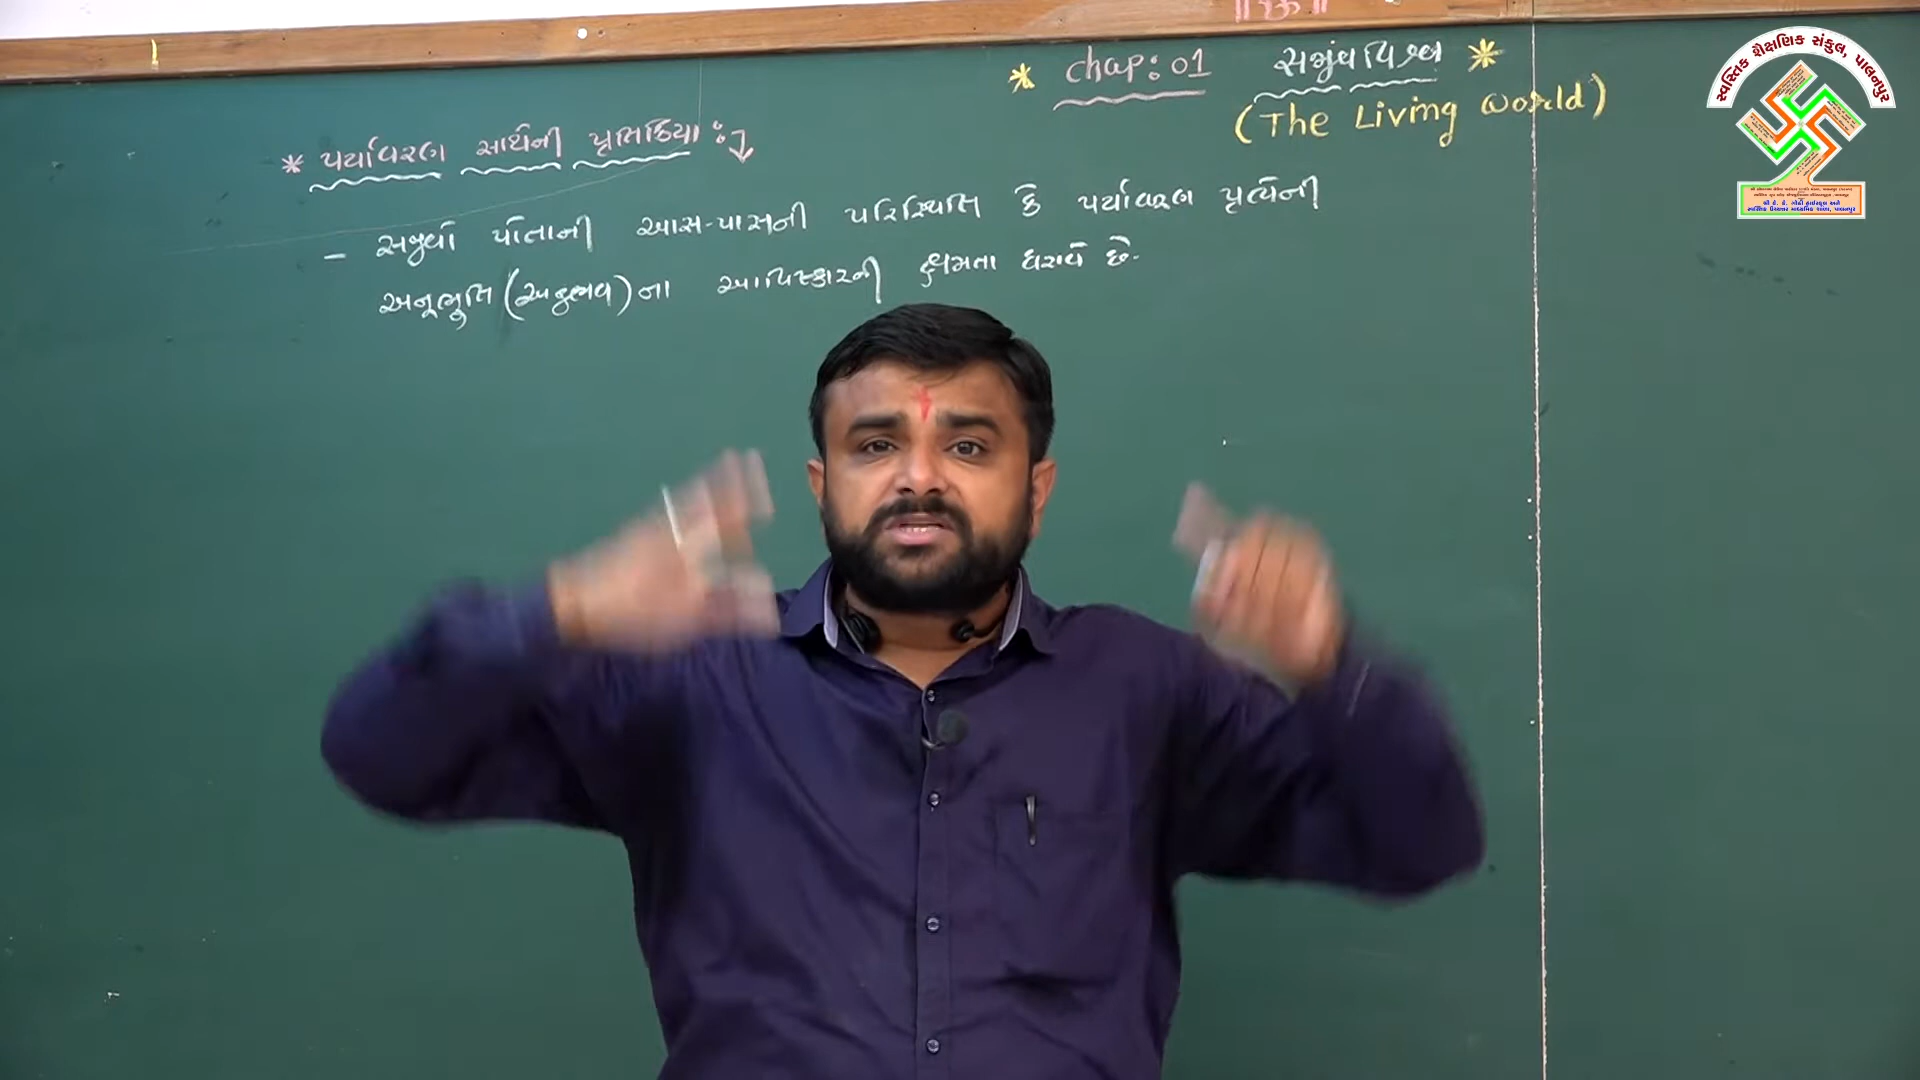 ॥ ૐ ॥
* chap: 01 સજીવ વિશ્વ *
(The Living world)
* પર્યાવરણ સાથેની પ્રતિક્રિયા :↴
- સજીવો પોતાની આસ-પાસની પરિસ્થિતિ કે પર્યાવરણ પ્રત્યેની
અનૂભુતિ (અનુભવ) ના આવિષ્કારની ક્ષમતા ધરાવે છે.
સ્વસ્તિક શૈક્ષણિક સંકુલ, પાલનપુર